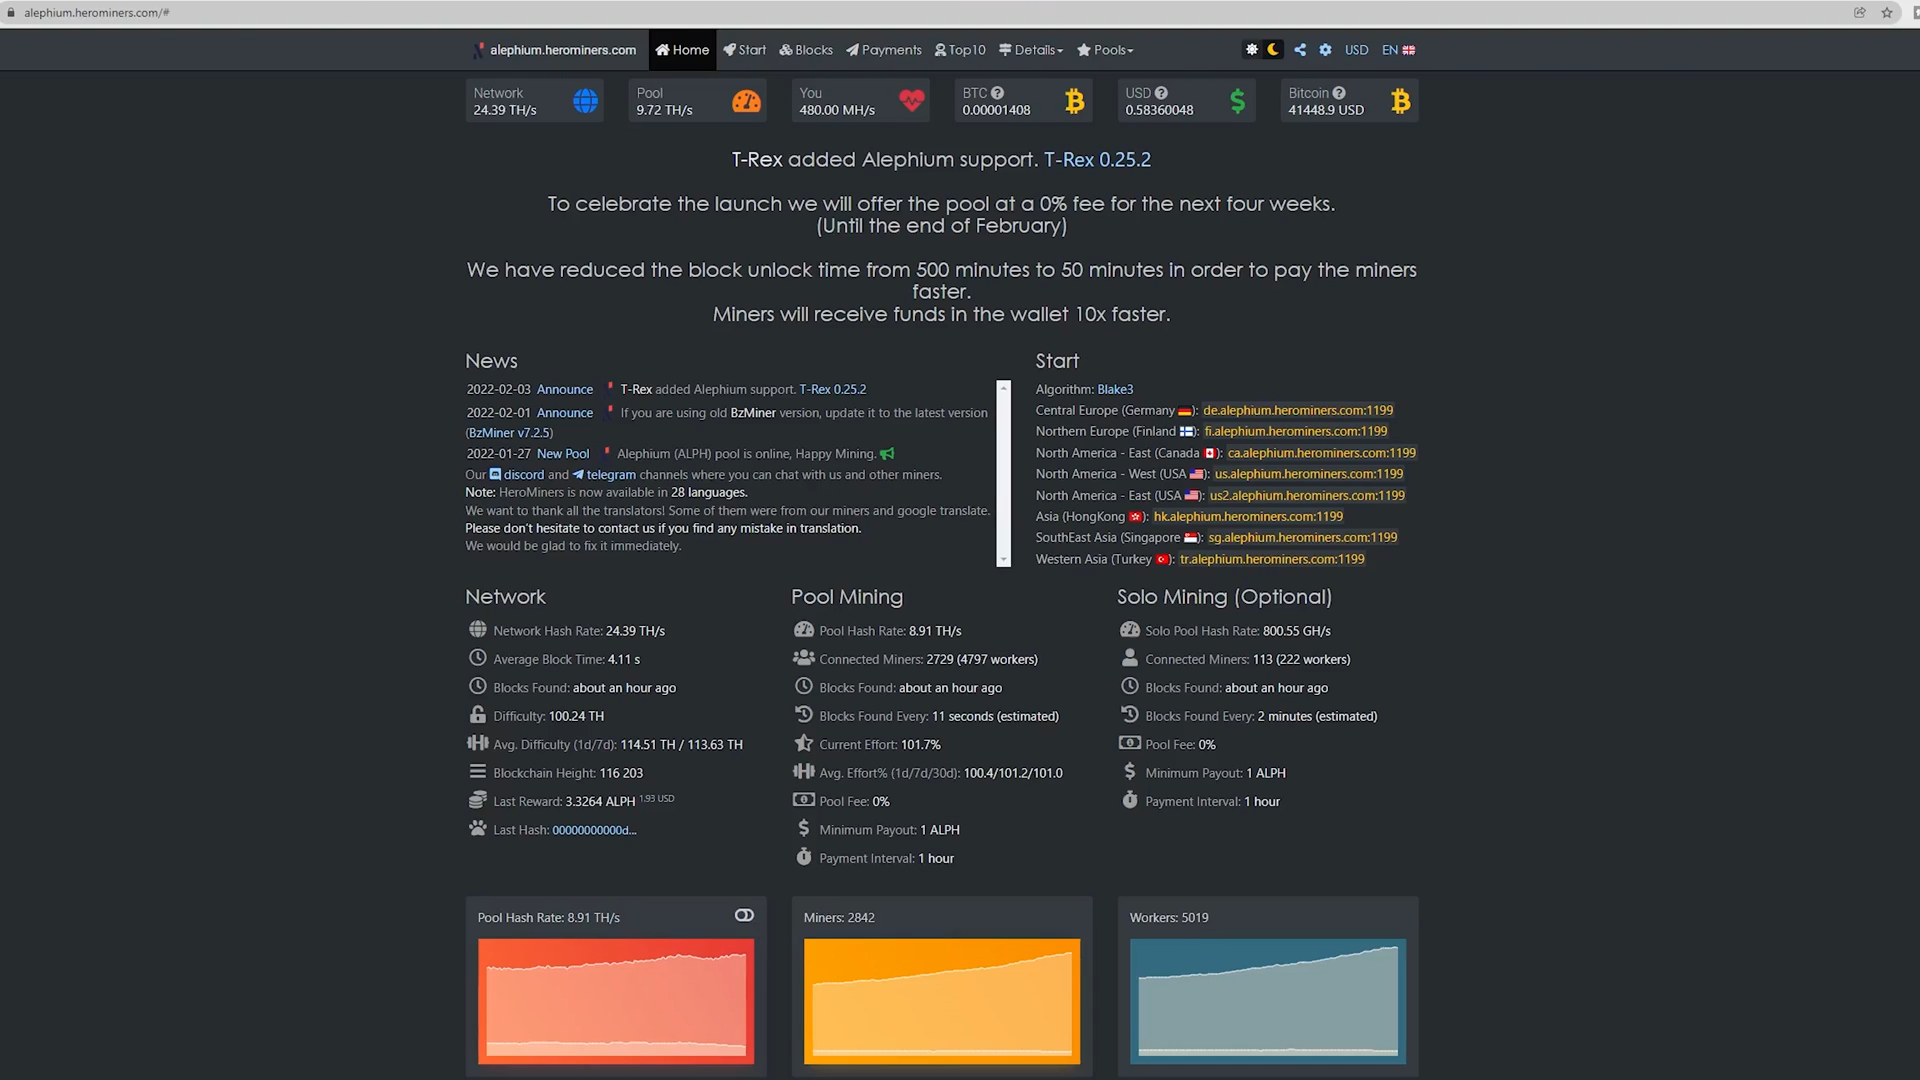 alephium.herominers.com/#
alephium.herominers.com Home Start Blocks Payments Top10 Details Pools USD EN
Network
24.39 TH/s
Pool
9.72 TH/s
You
480.00 MH/s
BTC
0.00001408
USD
0.58360048
Bitcoin
41448.9 USD
T-Rex added Alephium support. T-Rex 0.25.2
To celebrate the launch we will offer the pool at a 0% fee for the next four weeks.
(Until the end of February)
We have reduced the block unlock time from 500 minutes to 50 minutes in order to pay the miners
faster.
Miners will receive funds in the wallet 10x faster.
News
2022-02-03 Announce T-Rex added Alephium support. T-Rex 0.25.2
2022-02-01 Announce If you are using old BzMiner version, update it to the latest version
(BzMiner v7.2.5)
2022-01-27 New Pool Alephium (ALPH) pool is online, Happy Mining.
Our discord and telegram channels where you can chat with us and other miners.
Note: HeroMiners is now available in 28 languages.
We want to thank all the translators! Some of them were from our miners and google translate.
Please don't hesitate to contact us if you find any mistake in translation.
We would be glad to fix it immediately.
Start
Algorithm: Blake3
Central Europe (Germany ): de.alephium.herominers.com:1199
Northern Europe (Finland ): fi.alephium.herominers.com:1199
North America - East (Canada ): ca.alephium.herominers.com:1199
North America - West (USA ): us.alephium.herominers.com:1199
North America - East (USA ): us2.alephium.herominers.com:1199
Asia (HongKong ): hk.alephium.herominers.com:1199
SouthEast Asia (Singapore ): sg.alephium.herominers.com:1199
Western Asia (Turkey ): tr.alephium.herominers.com:1199
Network
Network Hash Rate: 24.39 TH/s
Average Block Time: 4.11 s
Blocks Found: about an hour ago
Difficulty: 100.24 TH
Avg. Difficulty (1d/7d): 114.51 TH / 113.63 TH
Blockchain Height: 116 203
Last Reward: 3.3264 ALPH 1.93 USD
Last Hash: 00000000000d...
Pool Mining
Pool Hash Rate: 8.91 TH/s
Connected Miners: 2729 (4797 workers)
Blocks Found: about an hour ago
Blocks Found Every: 11 seconds (estimated)
Current Effort: 101.7%
Avg. Effort% (1d/7d/30d): 100.4/101.2/101.0
Pool Fee: 0%
Minimum Payout: 1 ALPH
Payment Interval: 1 hour
Solo Mining (Optional)
Solo Pool Hash Rate: 800.55 GH/s
Connected Miners: 113 (222 workers)
Blocks Found: about an hour ago
Blocks Found Every: 2 minutes (estimated)
Pool Fee: 0%
Minimum Payout: 1 ALPH
Payment Interval: 1 hour
Pool Hash Rate: 8.91 TH/s
Miners: 2842
Workers: 5019